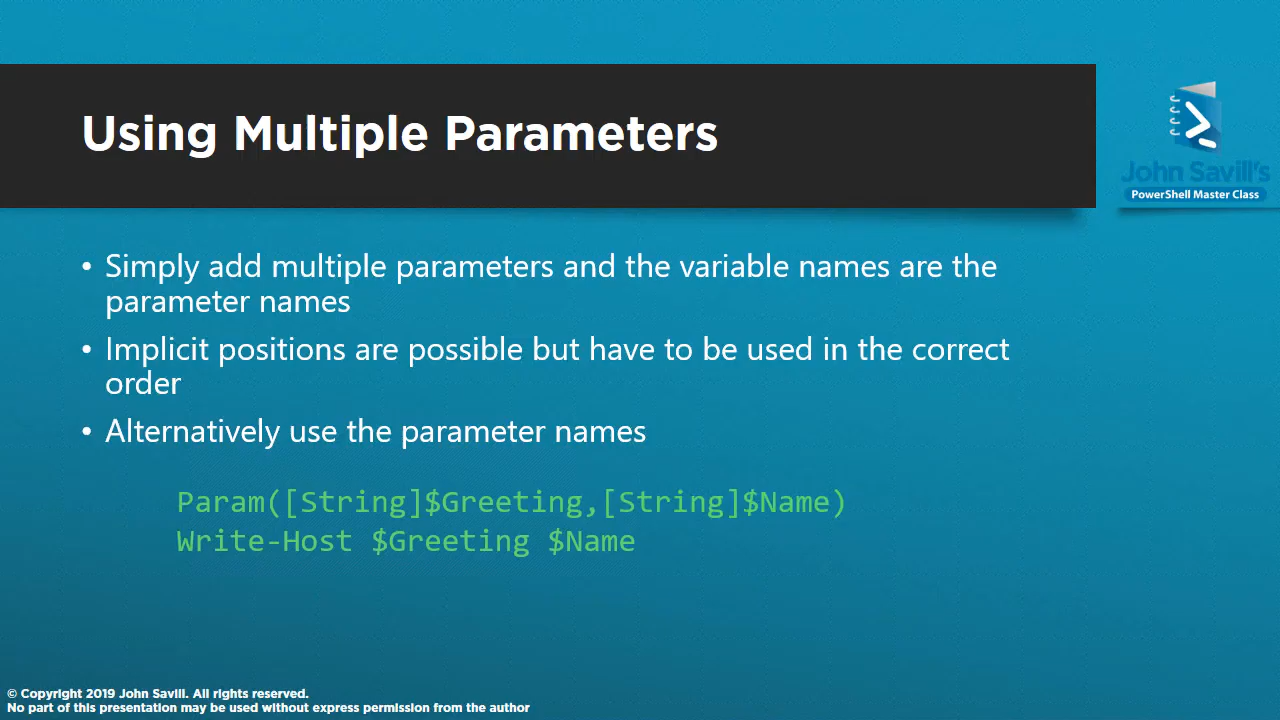 Using Multiple Parameters
John Savill's
PowerShell Master Class
• Simply add multiple parameters and the variable names are the
parameter names
• Implicit positions are possible but have to be used in the correct
order
• Alternatively use the parameter names
Param([String]$Greeting,[String]$Name)
Write-Host $Greeting $Name
© Copyright 2019 John Savill. All rights reserved.
No part of this presentation may be used without express permission from the author